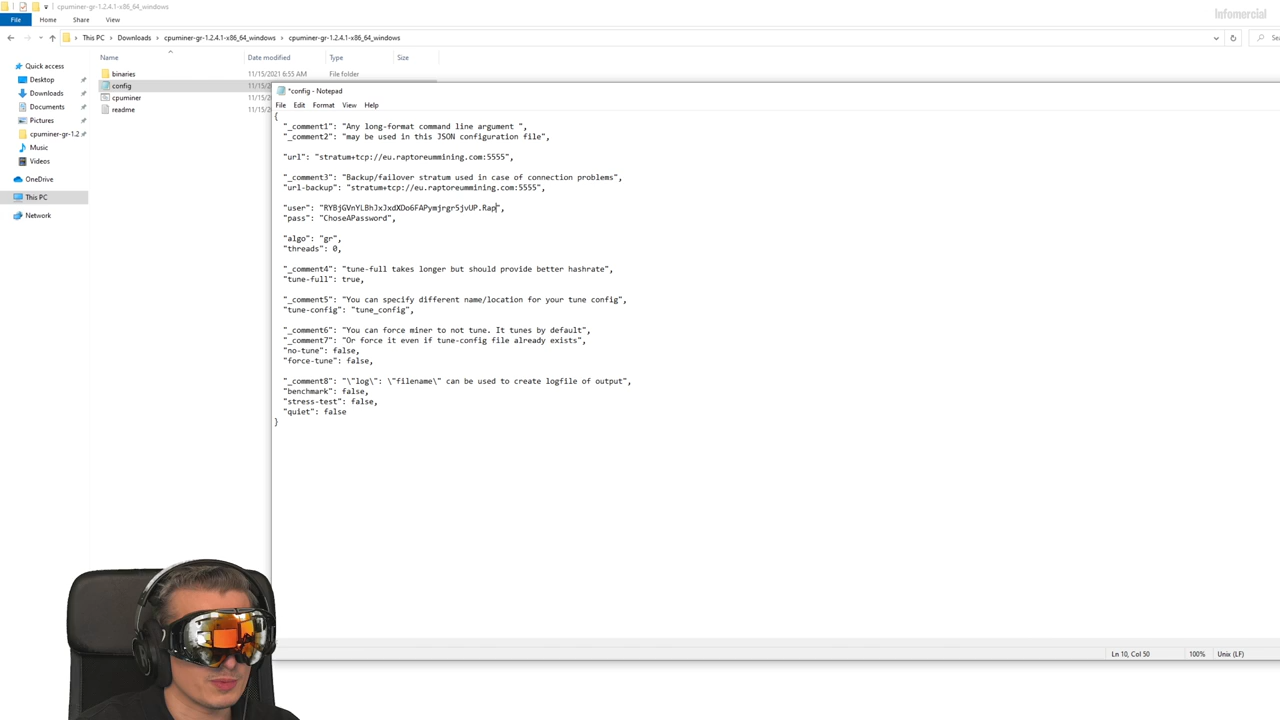 cpuminer-gr-1.2.4.1-x86_64_windows
Infomercial
File Home Share View
This PC Downloads cpuminer-gr-1.2.4.1-x86_64_windows cpuminer-gr-1.2.4.1-x86_64_windows
Name Date modified Type Size
Quick access
Desktop
Downloads
Documents
Pictures
cpuminer-gr-1.2
Music
Videos
OneDrive
This PC
Network
binaries 11/15/2021 6:55 AM File folder
config 11/15/
cpuminer 11/15/
readme 11/15/
*config - Notepad
File Edit Format View Help
{
"_comment1": "Any long-format command line argument ",
"_comment2": "may be used in this JSON configuration file",
"url": "stratum+tcp://eu.raptoreummining.com:5555",
"_comment3": "Backup/failover stratum used in case of connection problems",
"url-backup": "stratum+tcp://eu.raptoreummining.com:5555",
"user": "RYBjGVnYLBhJxJxdXDo6FAPymjrgr5jvUP.Rap",
"pass": "ChoseAPassword",
"algo": "gr",
"threads": 0,
"_comment4": "tune-full takes longer but should provide better hashrate",
"tune-full": true,
"_comment5": "You can specify different name/location for your tune config",
"tune-config": "tune_config",
"_comment6": "You can force miner to not tune. It tunes by default",
"_comment7": "Or force it even if tune-config file already exists",
"no-tune": false,
"force-tune": false,
"_comment8": "\"log\": \"filename\" can be used to create logfile of output",
"benchmark": false,
"stress-test": false,
"quiet": false
}
Ln 10, Col 50 100% Unix (LF)